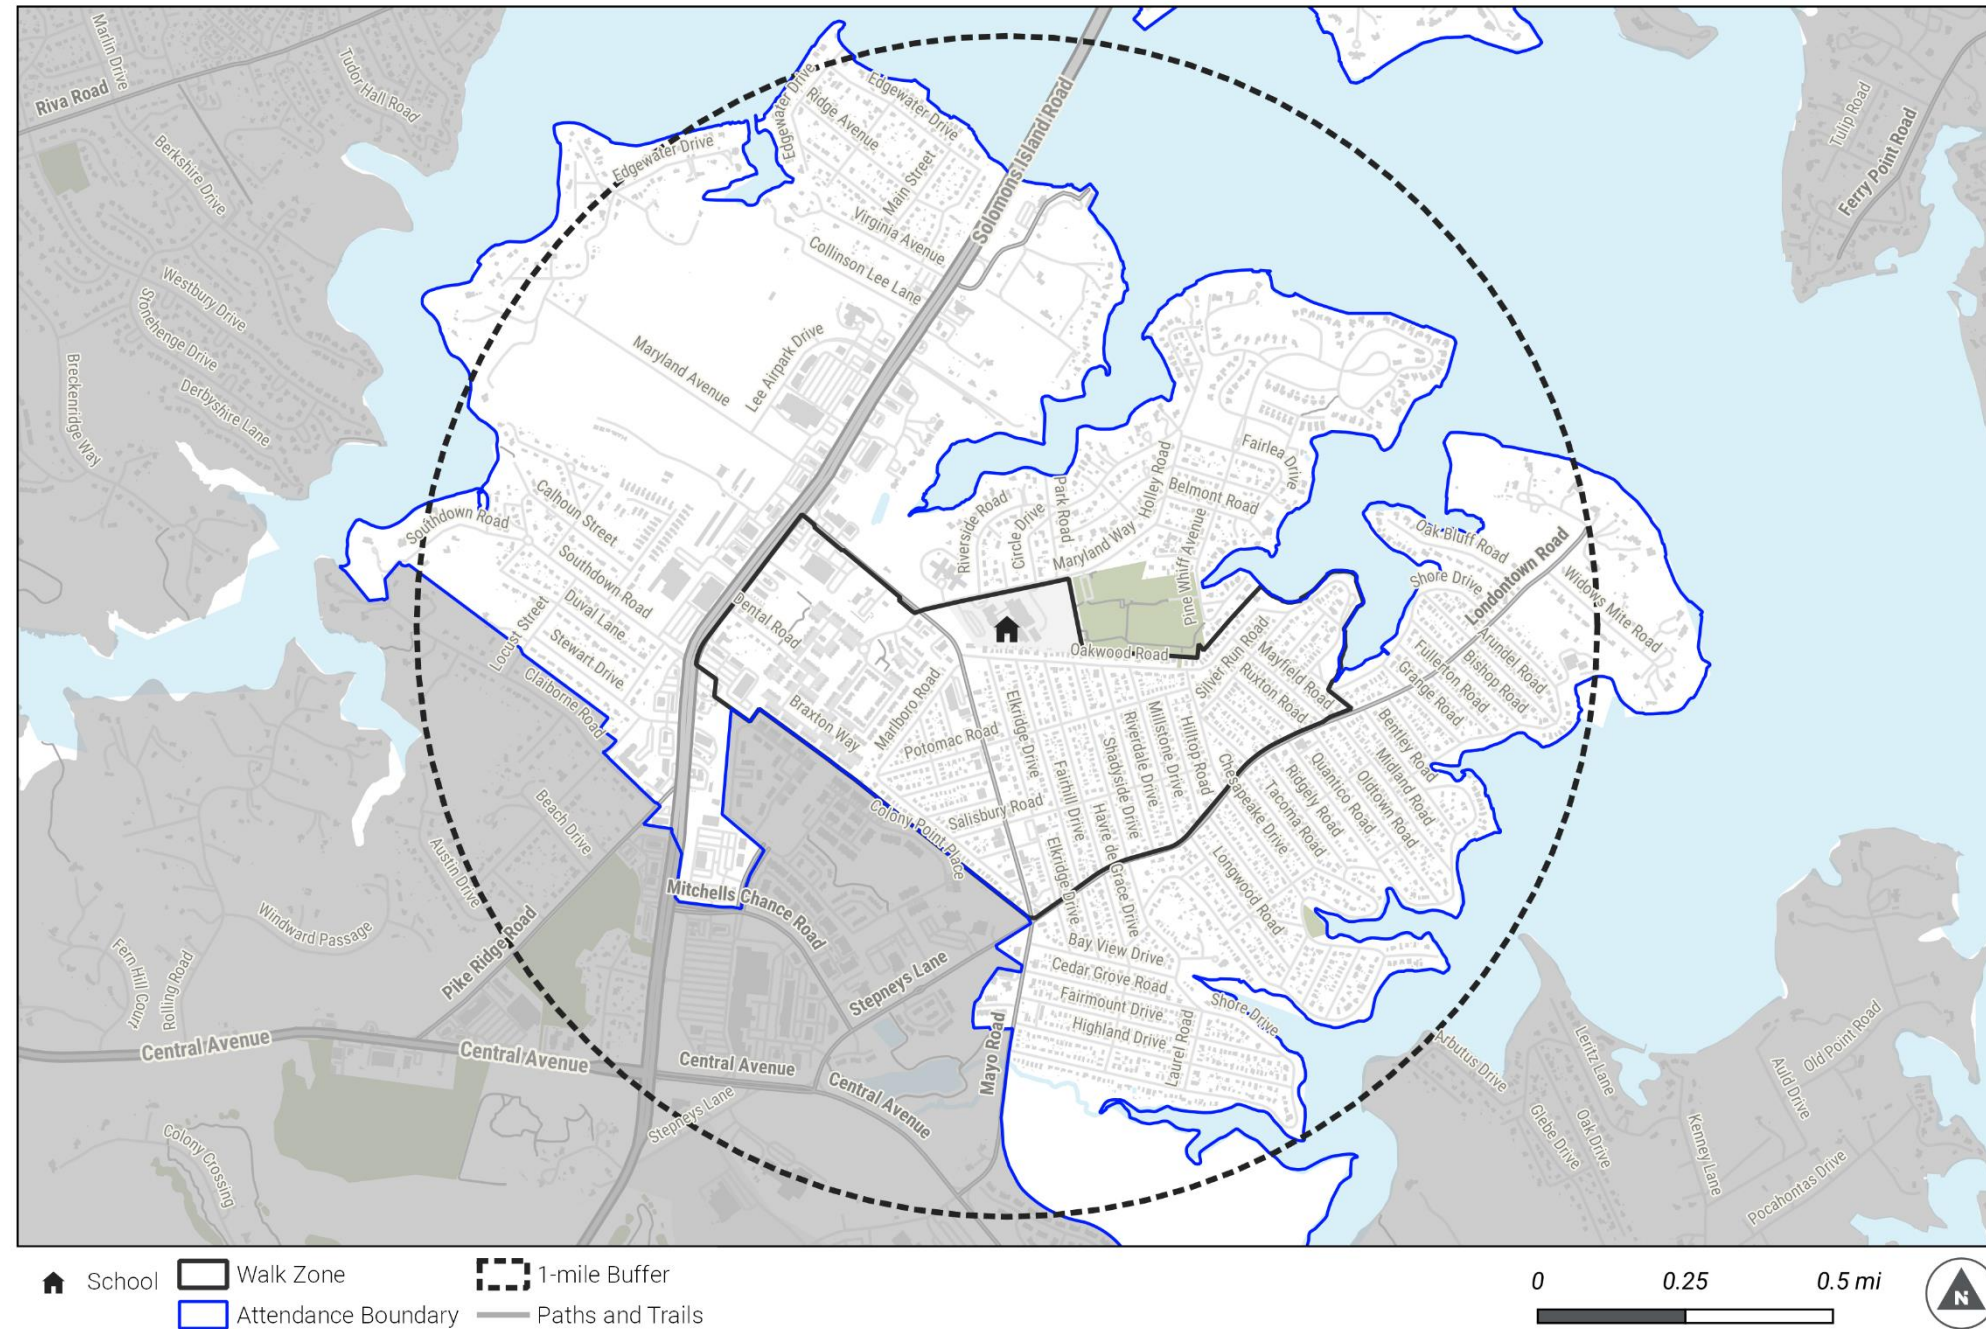 Marlin Drive
Tudor Hall Road
Riva Road
Berkshire Drive
Westbury Drive
Stonehenge Drive
Breckenridge Way
Derbyshire Lane
Edgewater Drive
Edgewater Drive
Edgewater Drive
Ridge Avenue
Main Street
Virginia Avenue
Collinson Lee Lane
Solomons Island Road
Tulip Road
Ferry Point Road
Maryland Avenue
Lee Airpark Drive
Fairlea Drive
Belmont Road
Holley Road
Park Road
Riverside Road
Circle Drive
Maryland Way
Pine Whiff Avenue
Calhoun Street
Southdown Road
Southdown Road
Duval Lane
Stewart Drive
Locust Street
Claiborne Road
Dental Road
Oak Bluff Road
Shore Drive
Londontown Road
Widows Mite Road
Arundel Road
Bishop Road
Fullerton Road
Grange Road
Oakwood Road
Silver Run Road
Mayfield Road
Ruxton Road
Braxton Way
Marlboro Road
Potomac Road
Elkridge Drive
Fairhill Drive
Shadyside Drive
Riverdale Drive
Millstone Drive
Hilltop Road
Chesapeake Drive
Bentley Road
Midland Road
Oldtown Road
Quantico Road
Ridgely Road
Tacoma Road
Longwood Road
Salisbury Road
Havre de Grace Drive
Elkridge Drive
Colony Point Place
Beach Drive
Austin Drive
Mitchells Chance Road
Windward Passage
Pike Ridge Road
Fern Hill Court
Rolling Road
Stepneys Lane
Bay View Drive
Cedar Grove Road
Fairmount Drive
Highland Drive
Shore Drive
Laurel Road
Mayo Road
Central Avenue
Central Avenue
Central Avenue
Central Avenue
Stepneys Lane
Colony Crossing
Arbutus Drive
Leritz Lane
Old Point Road
Auld Drive
Glebe Drive
Oak Drive
Kenney Lane
Pocahontas Drive
School
Walk Zone
1-mile Buffer
Attendance Boundary
Paths and Trails
0 0.25 0.5 mi
N